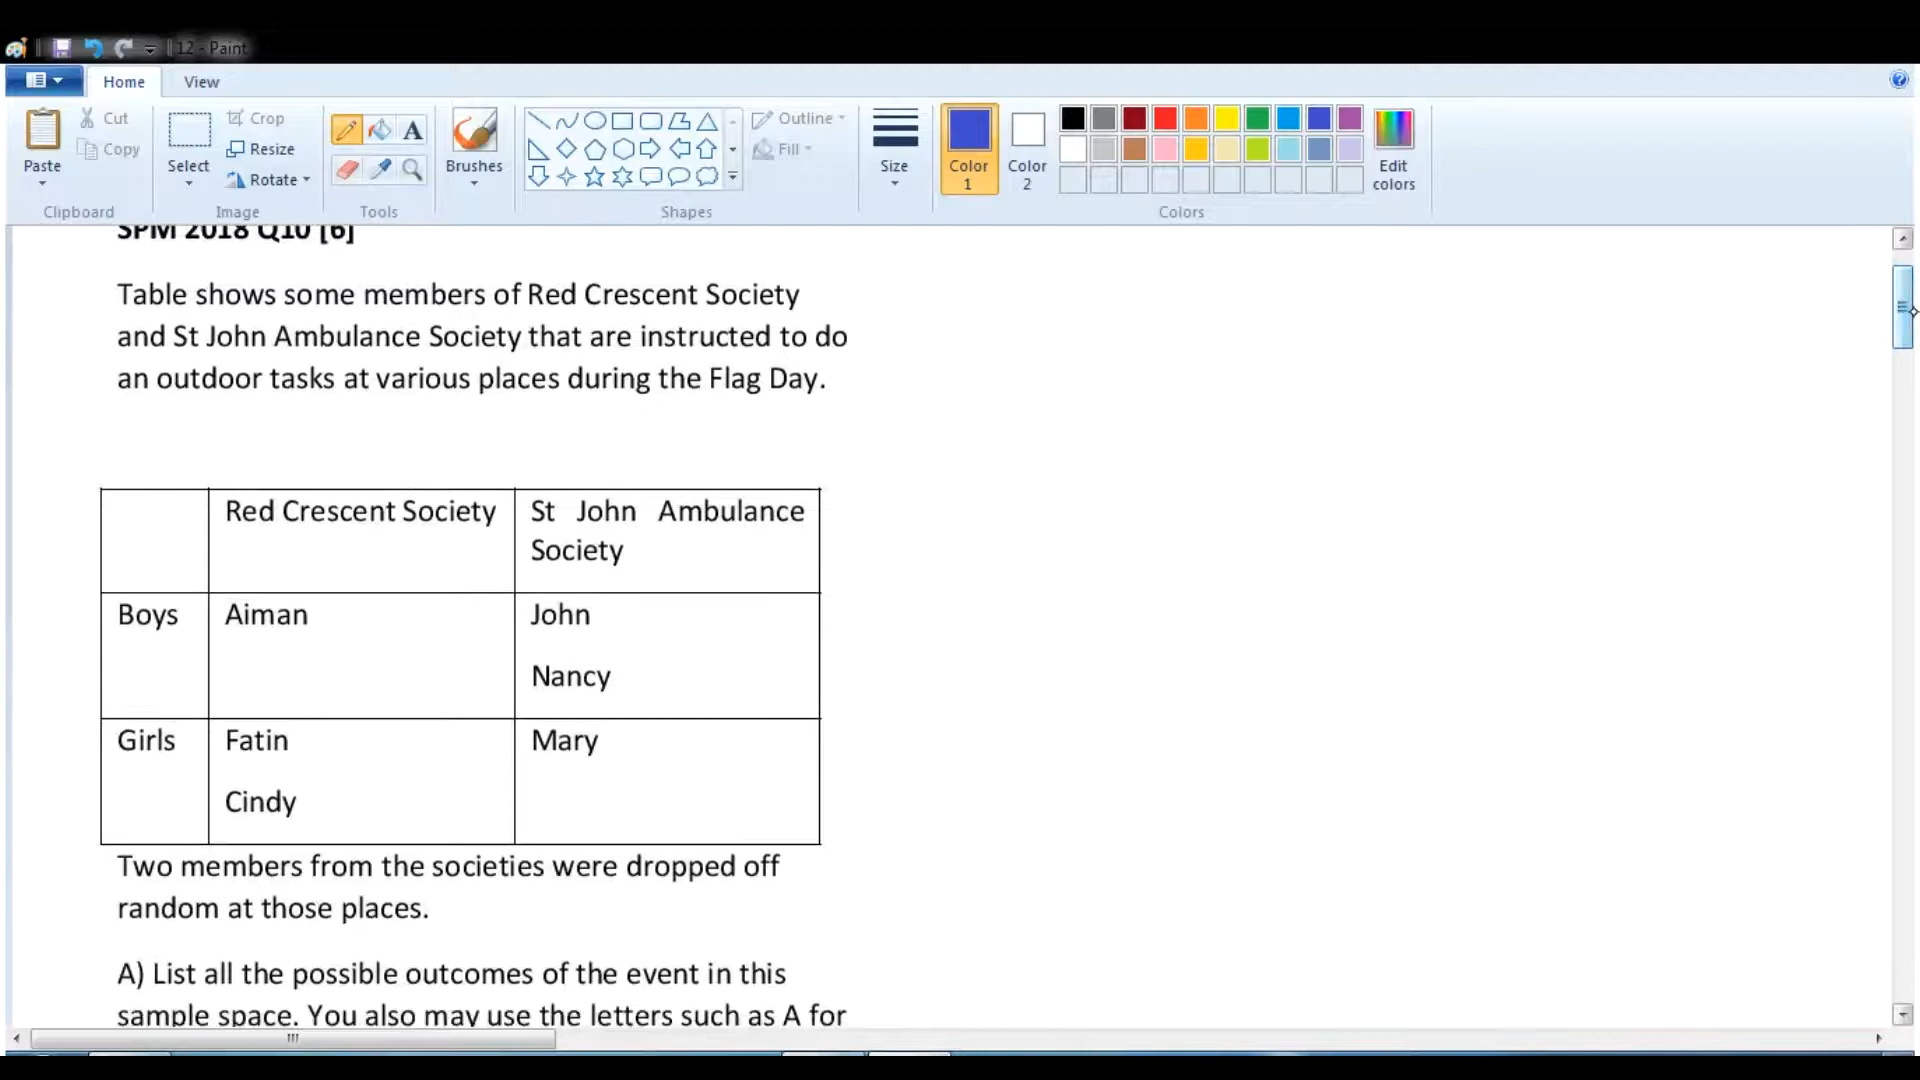 12 - Paint
Home
View
Paste
Cut
Copy
Clipboard
Select
Crop
Resize
Rotate
Image
A
Tools
Brushes
Outline
Fill
Shapes
Size
Color
1
Color
2
Edit
colors
Colors
SPM 2018 Q10 [6]
Table shows some members of Red Crescent Society
and St John Ambulance Society that are instructed to do
an outdoor tasks at various places during the Flag Day.
Red Crescent Society
St John Ambulance
Society
Boys
Aiman
John
Nancy
Girls
Fatin
Cindy
Mary
Two members from the societies were dropped off
random at those places.
A) List all the possible outcomes of the event in this
sample space. You also may use the letters such as A for